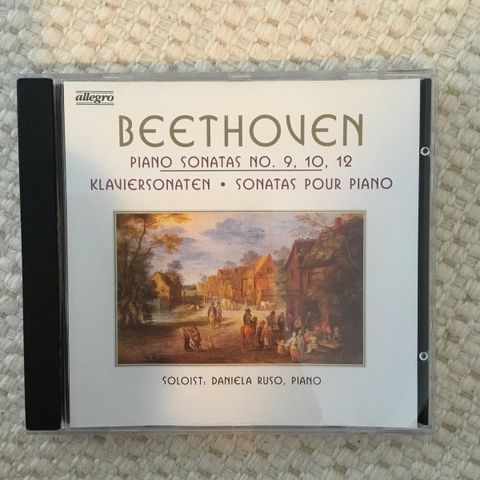 allegro
BEETHOVEN
PIANO SONATAS NO. 9, 10, 12
KLAVIERSONATEN • SONATAS POUR PIANO
SOLOIST: DANIELA RUSO, PIANO